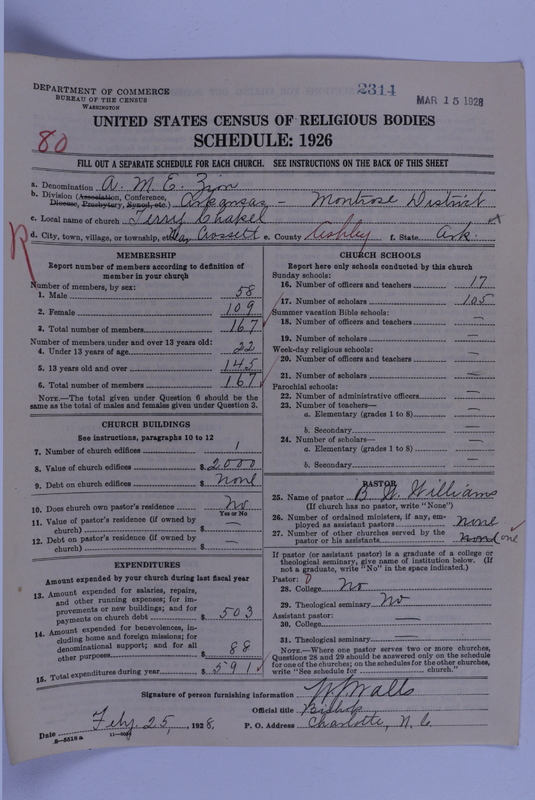 2314
MAR 15 1928
DEPARTMENT OF COMMERCE
BUREAU OF THE CENSUS
WASHINGTON
UNITED STATES CENSUS OF RELIGIOUS BODIES
SCHEDULE: 1926
80
FILL OUT A SEPARATE SCHEDULE FOR EACH CHURCH. SEE INSTRUCTIONS ON THE BACK OF THIS SHEET
a. Denomination A. M. E. Zion
b. Division (Association, Conference, Diocese, Presbytery, Synod, etc.) Arkansas - Montrose District
c. Local name of church Terry Chapel
d. City, town, village, or township, etc. Near Crossett e. County Ashley f. State Ark.
R
MEMBERSHIP
Report number of members according to definition of
member in your church
Number of members, by sex:
1. Male 58
2. Female 109
3. Total number of members 167
Number of members under and over 13 years old:
4. Under 13 years of age 22
5. 13 years old and over 145
6. Total number of members 167
NOTE.—The total given under Question 6 should be the
same as the total of males and females given under Question 3.
CHURCH BUILDINGS
See instructions, paragraphs 10 to 12
7. Number of church edifices 1
8. Value of church edifices $ 2,000
9. Debt on church edifices $ none
10. Does church own pastor's residence No
Yes or No
11. Value of pastor's residence (if owned by
church) $ —
12. Debt on pastor's residence (if owned by
church) $ —
EXPENDITURES
Amount expended by your church during last fiscal year
13. Amount expended for salaries, repairs,
and other running expenses; for im-
provements or new buildings; and for
payments on church debt $ 503
14. Amount expended for benevolences, in-
cluding home and foreign missions; for
denominational support; and for all
other purposes $ 88
15. Total expenditures during year $ 591
CHURCH SCHOOLS
Report here only schools conducted by this church
Sunday schools:
16. Number of officers and teachers 17
17. Number of scholars 105
Summer vacation Bible schools:
18. Number of officers and teachers —
19. Number of scholars —
Week-day religious schools:
20. Number of officers and teachers —
21. Number of scholars —
Parochial schools:
22. Number of administrative officers —
23. Number of teachers—
a. Elementary (grades 1 to 8) —
b. Secondary —
24. Number of scholars—
a. Elementary (grades 1 to 8) —
b. Secondary —
PASTOR
25. Name of pastor B. W. Williams
(If church has no pastor, write "None")
26. Number of ordained ministers, if any, em-
ployed as assistant pastors none
27. Number of other churches served by the
pastor or his assistants none one
If pastor (or assistant pastor) is a graduate of a college or
theological seminary, give name of institution below. (If
not a graduate, write "No" in the space indicated.)
Pastor:
28. College No
29. Theological seminary No
Assistant pastor:
30. College —
31. Theological seminary —
NOTE.—Where one pastor serves two or more churches,
Questions 28 and 29 should be answered only on the schedule
for one of the churches; on the schedules for the other churches,
write "See schedule for church."
Signature of person furnishing information W J Walls
Official title Bishop
Date Feby 25, 1928. P. O. Address Charlotte, N. C.